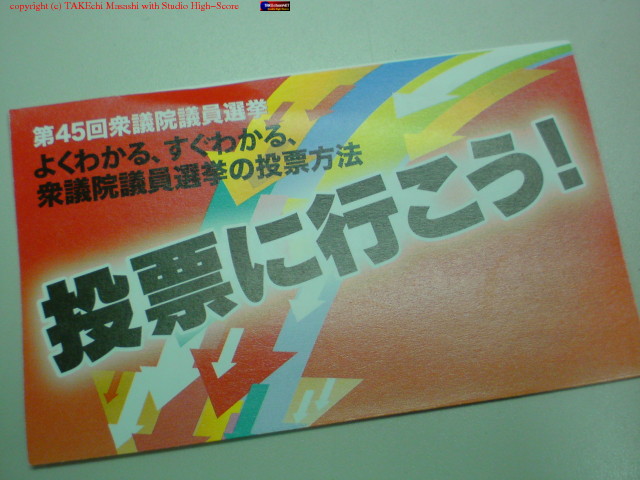 copyright (c) TAKEchi Masashi with Studio High-Score
第45回衆議院議員選挙
よくわかる、すぐわかる、
衆議院議員選挙の投票方法
投票に行こう!